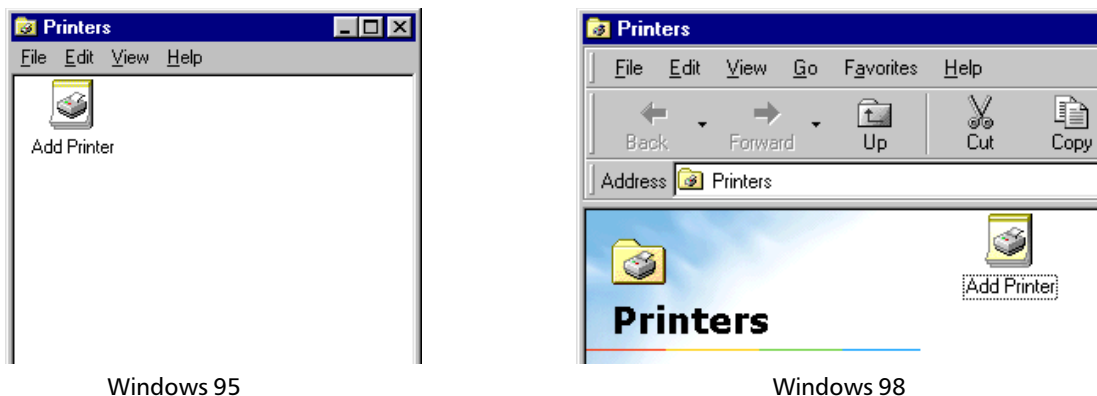 Printers
File Edit View Help
Add Printer
Windows 95
Printers
File Edit View Go Favorites Help
Back Forward Up Cut Copy
Address Printers
Add Printer
Printers
Windows 98